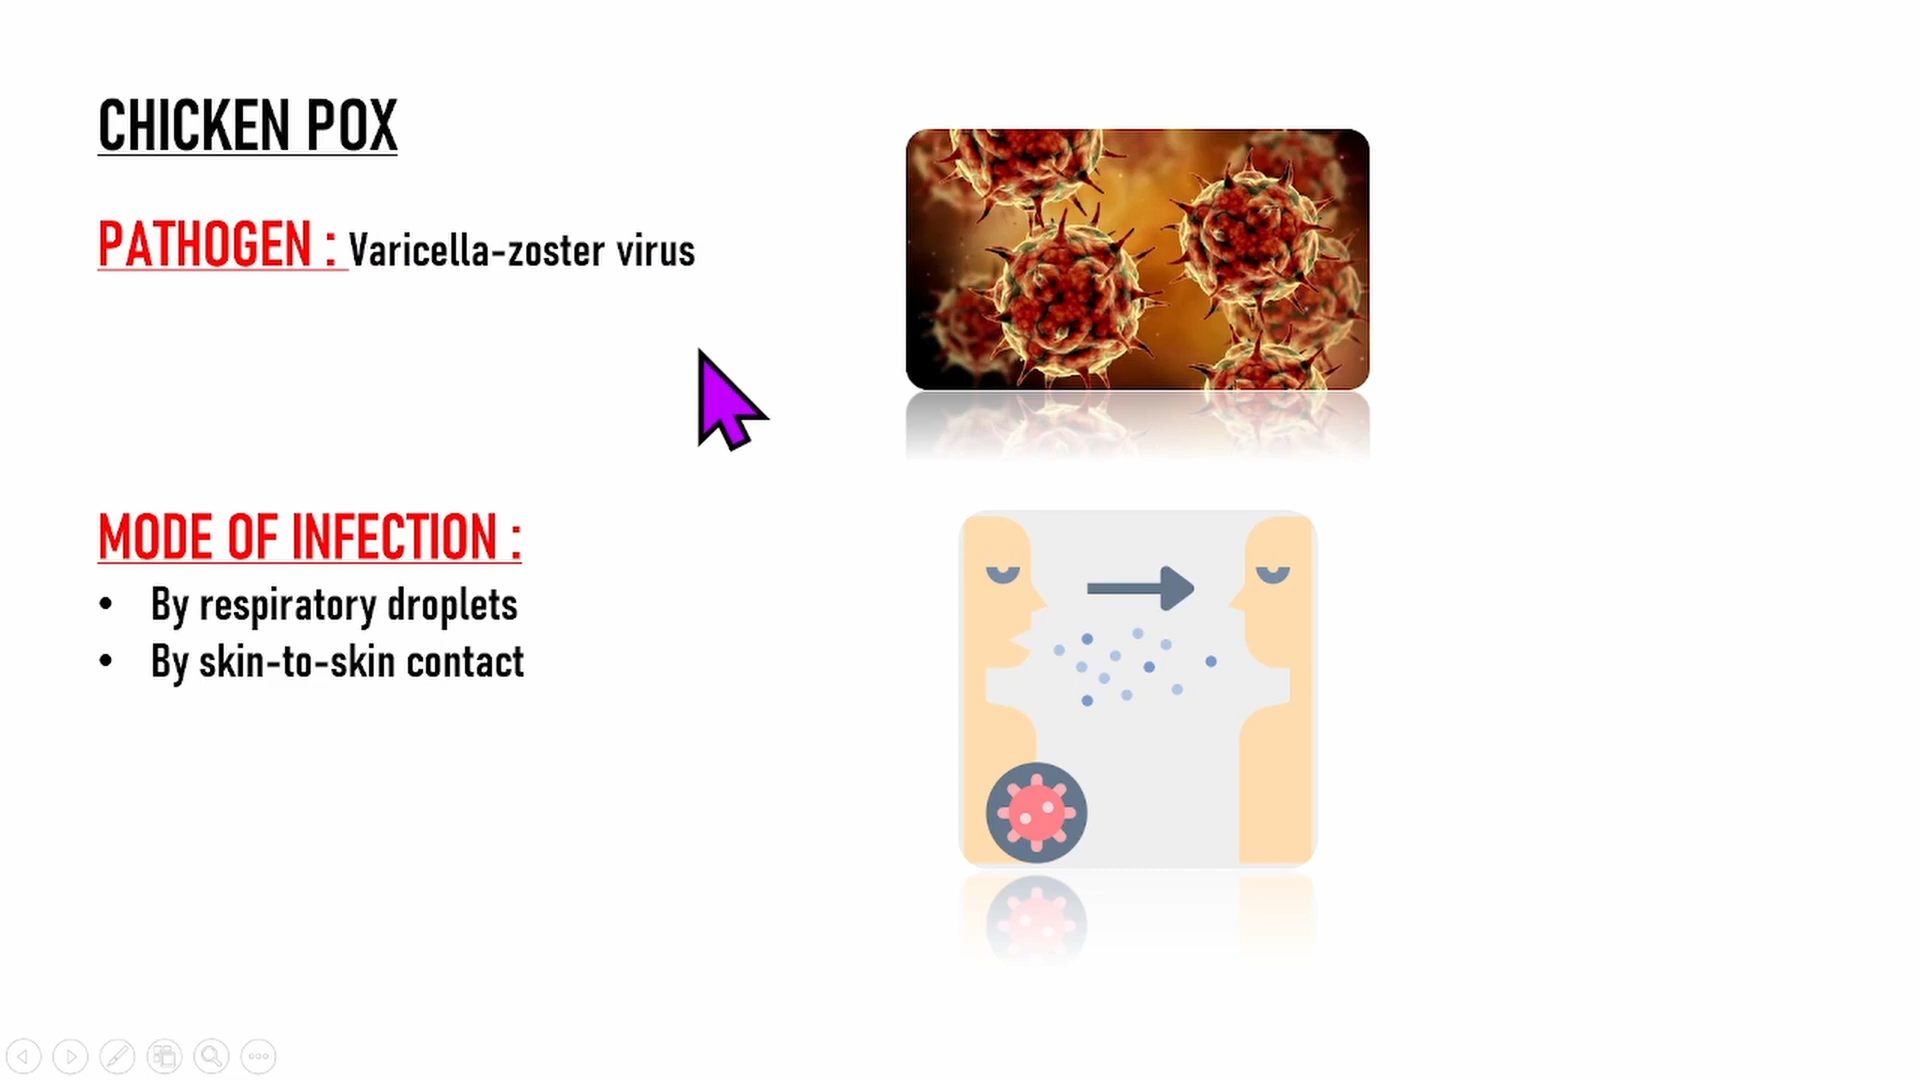 CHICKEN POX
PATHOGEN : Varicella-zoster virus
MODE OF INFECTION :
• By respiratory droplets
• By skin-to-skin contact